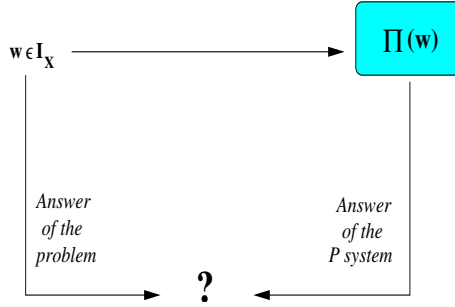 w ϵ I_X
∏(w)
Answer
of the
problem
Answer
of the
P system
?